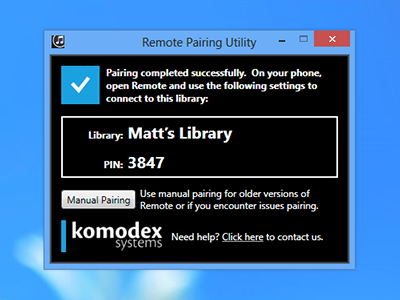 Remote Pairing Utility
Pairing completed successfully. On your phone,
open Remote and use the following settings to
connect to this library:
Library: Matt's Library
PIN: 3847
Manual Pairing
Use manual pairing for older versions of
Remote or if you encounter issues pairing.
komodex
systems
Need help? Click here to contact us.